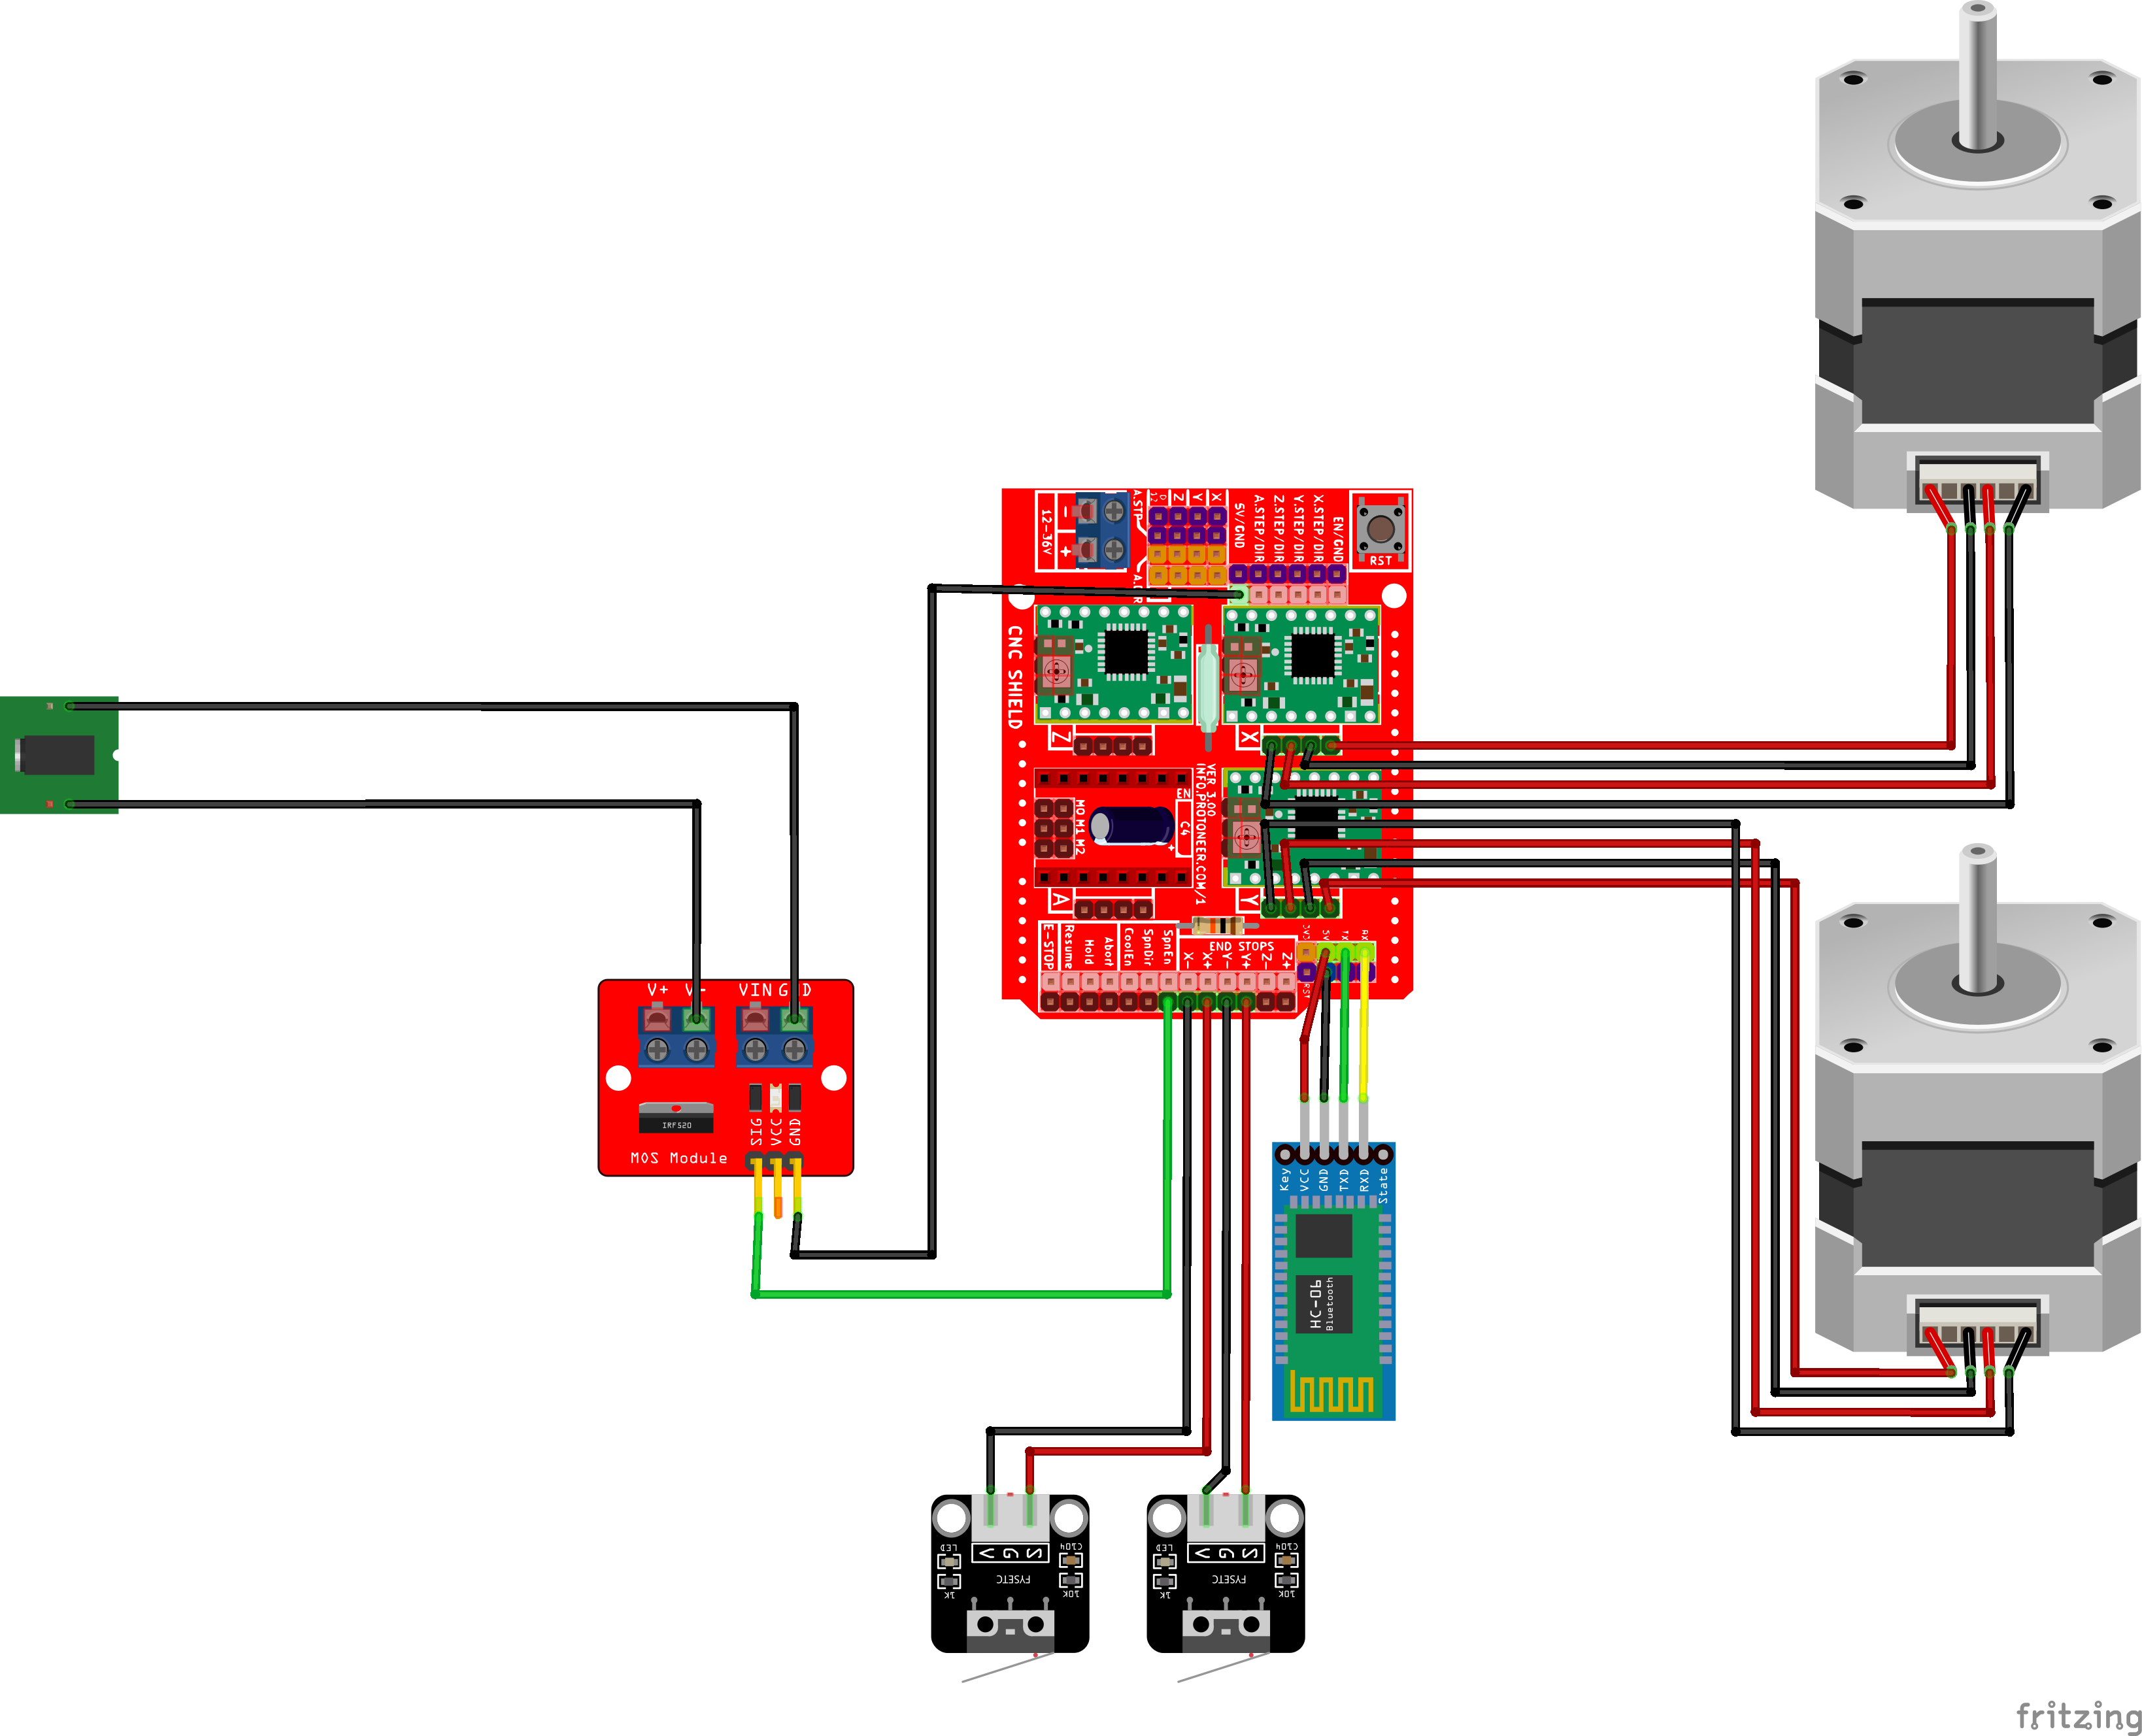 12-36V
-
+
A.STP
D12
Z
Y
X
A.DIR
5V/GND
A.STEP/DIR
Z.STEP/DIR
Y.STEP/DIR
X.STEP/DIR
EN/GND
RST
CNC SHIELD
Z
X
VER 3.00
INFO.PROTONEER.COM/1
EN
M0 M1 M2
C4
+
A
Y
E-STOP
Resume
Hold
Abort
CoolEn
SpnDir
SpnEn
END STOPS
X-
X+
Y-
Y+
Z-
Z+
RST
V+ V- VIN GND
IRF520
SIG
VCC
GND
MOS Module
Key
VCC
GND
TXD
RXD
State
HC-06
Bluetooth
LED
C104
V G S
1K
FYSETC
10K
LED
C104
V G S
1K
FYSETC
10K
fritzing